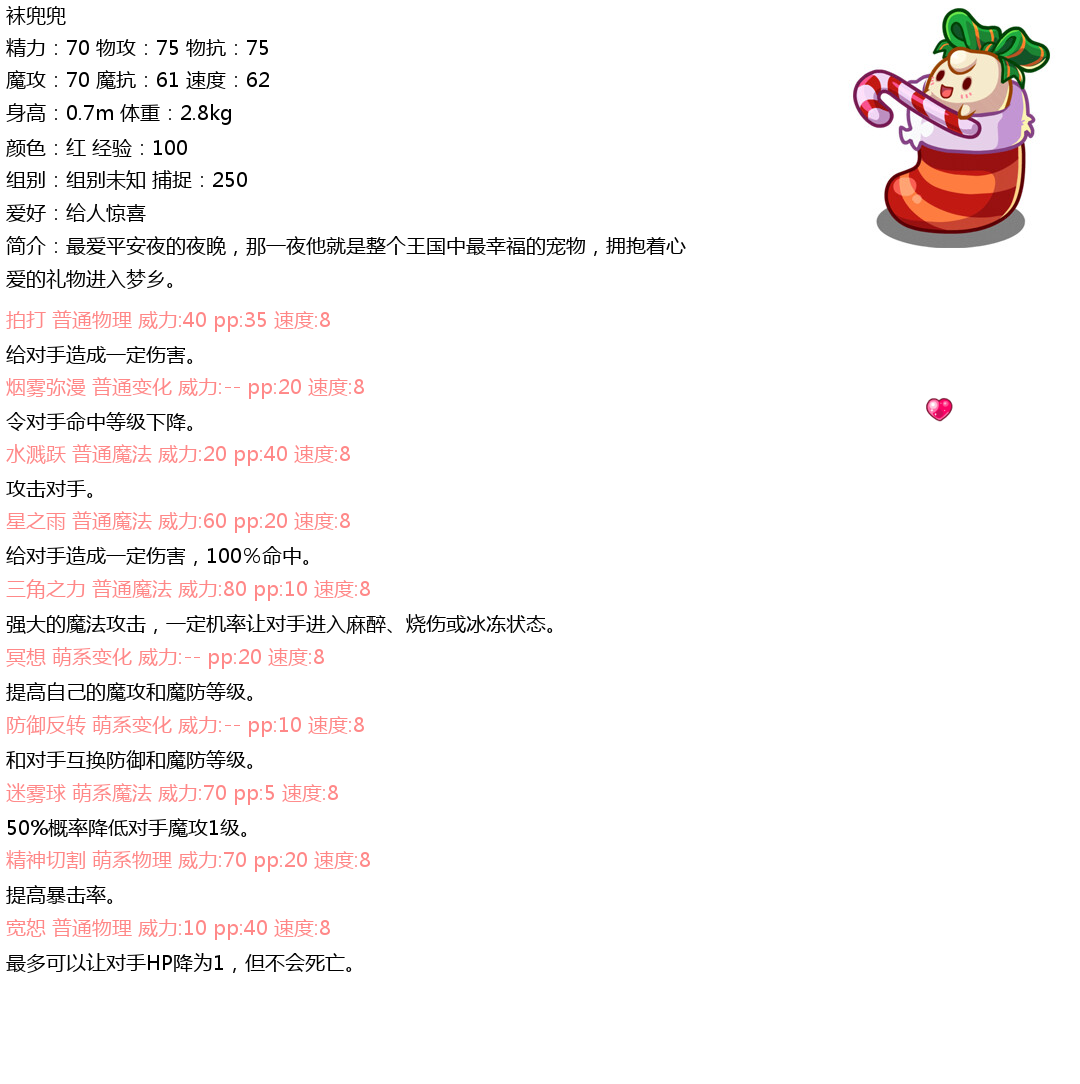 袜兜兜
精力：70 物攻：75 物抗：75
魔攻：70 魔抗：61 速度：62
身高：0.7m 体重：2.8kg
颜色：红 经验：100
组别：组别未知 捕捉：250
爱好：给人惊喜
简介：最爱平安夜的夜晚，那一夜他就是整个王国中最幸福的宠物，拥抱着心
爱的礼物进入梦乡。
拍打 普通物理 威力:40 pp:35 速度:8
给对手造成一定伤害。
烟雾弥漫 普通变化 威力:-- pp:20 速度:8
令对手命中等级下降。
水溅跃 普通魔法 威力:20 pp:40 速度:8
攻击对手。
星之雨 普通魔法 威力:60 pp:20 速度:8
给对手造成一定伤害，100％命中。
三角之力 普通魔法 威力:80 pp:10 速度:8
强大的魔法攻击，一定机率让对手进入麻醉、烧伤或冰冻状态。
冥想 萌系变化 威力:-- pp:20 速度:8
提高自己的魔攻和魔防等级。
防御反转 萌系变化 威力:-- pp:10 速度:8
和对手互换防御和魔防等级。
迷雾球 萌系魔法 威力:70 pp:5 速度:8
50%概率降低对手魔攻1级。
精神切割 萌系物理 威力:70 pp:20 速度:8
提高暴击率。
宽恕 普通物理 威力:10 pp:40 速度:8
最多可以让对手HP降为1，但不会死亡。